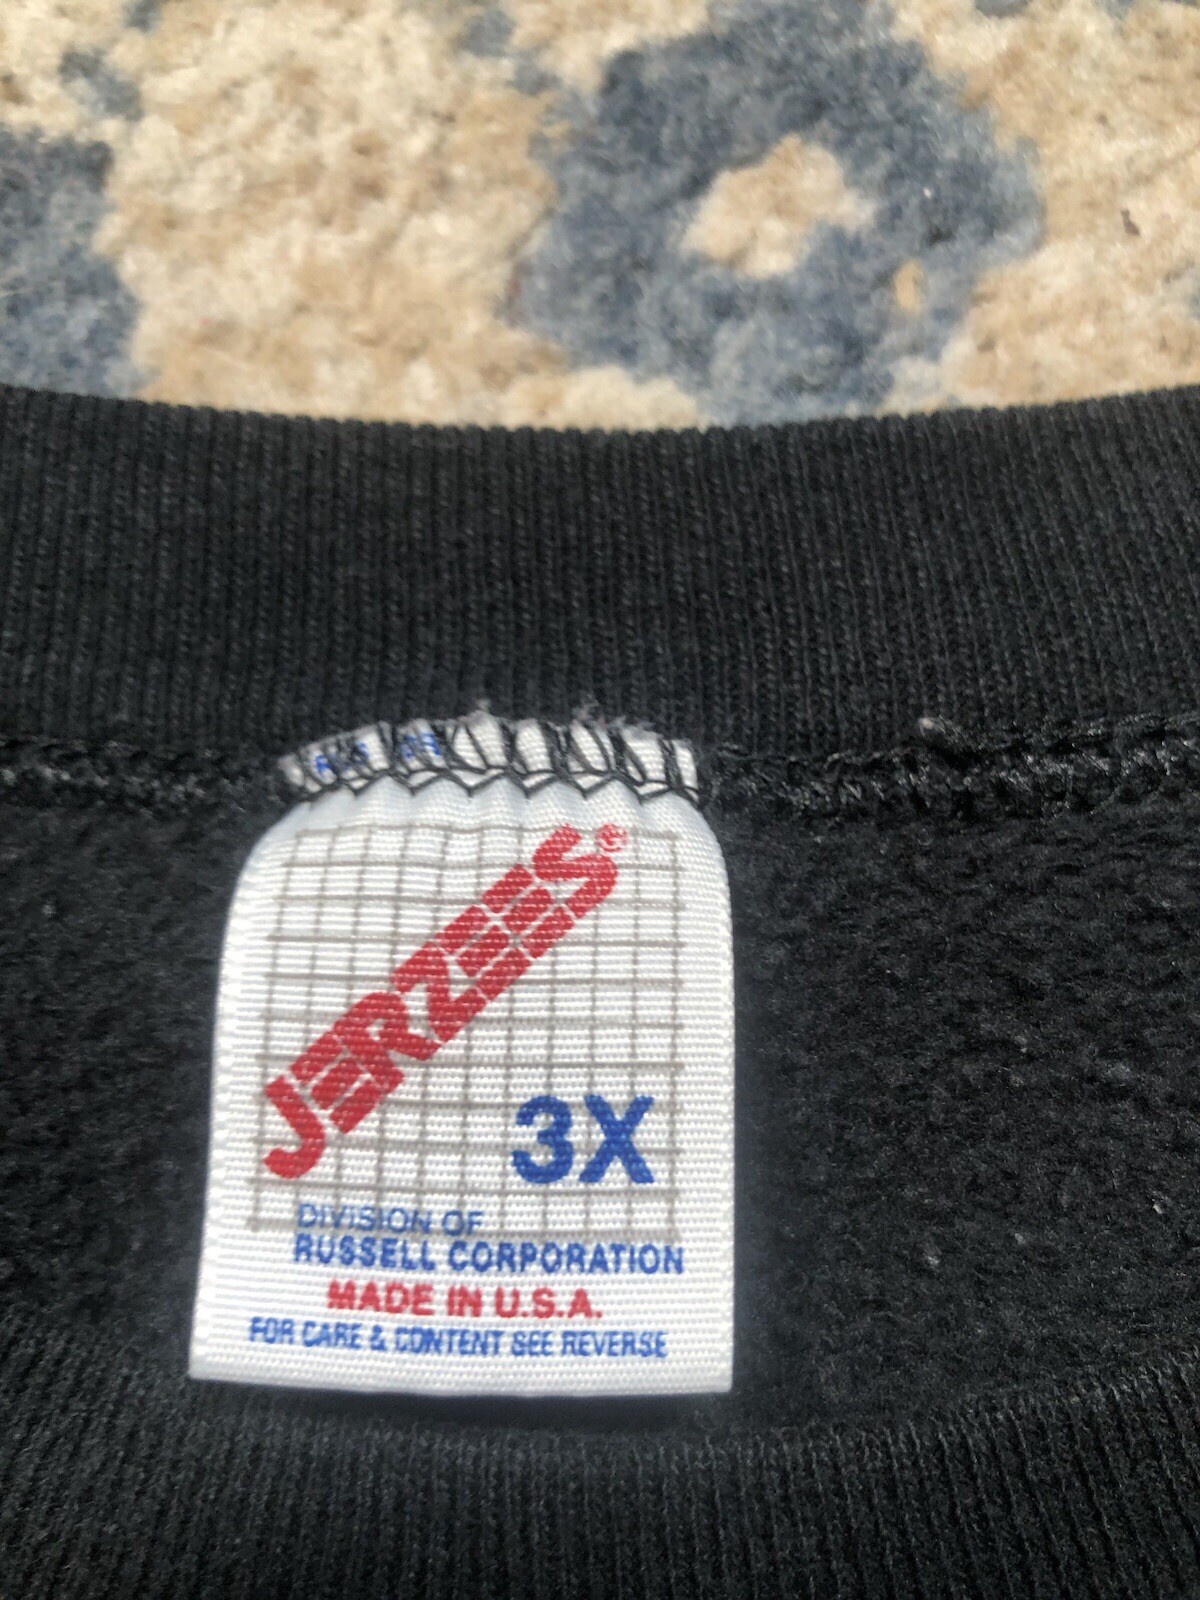 JERZEES®
3X
DIVISION OF
RUSSELL CORPORATION
MADE IN U.S.A.
FOR CARE & CONTENT SEE REVERSE